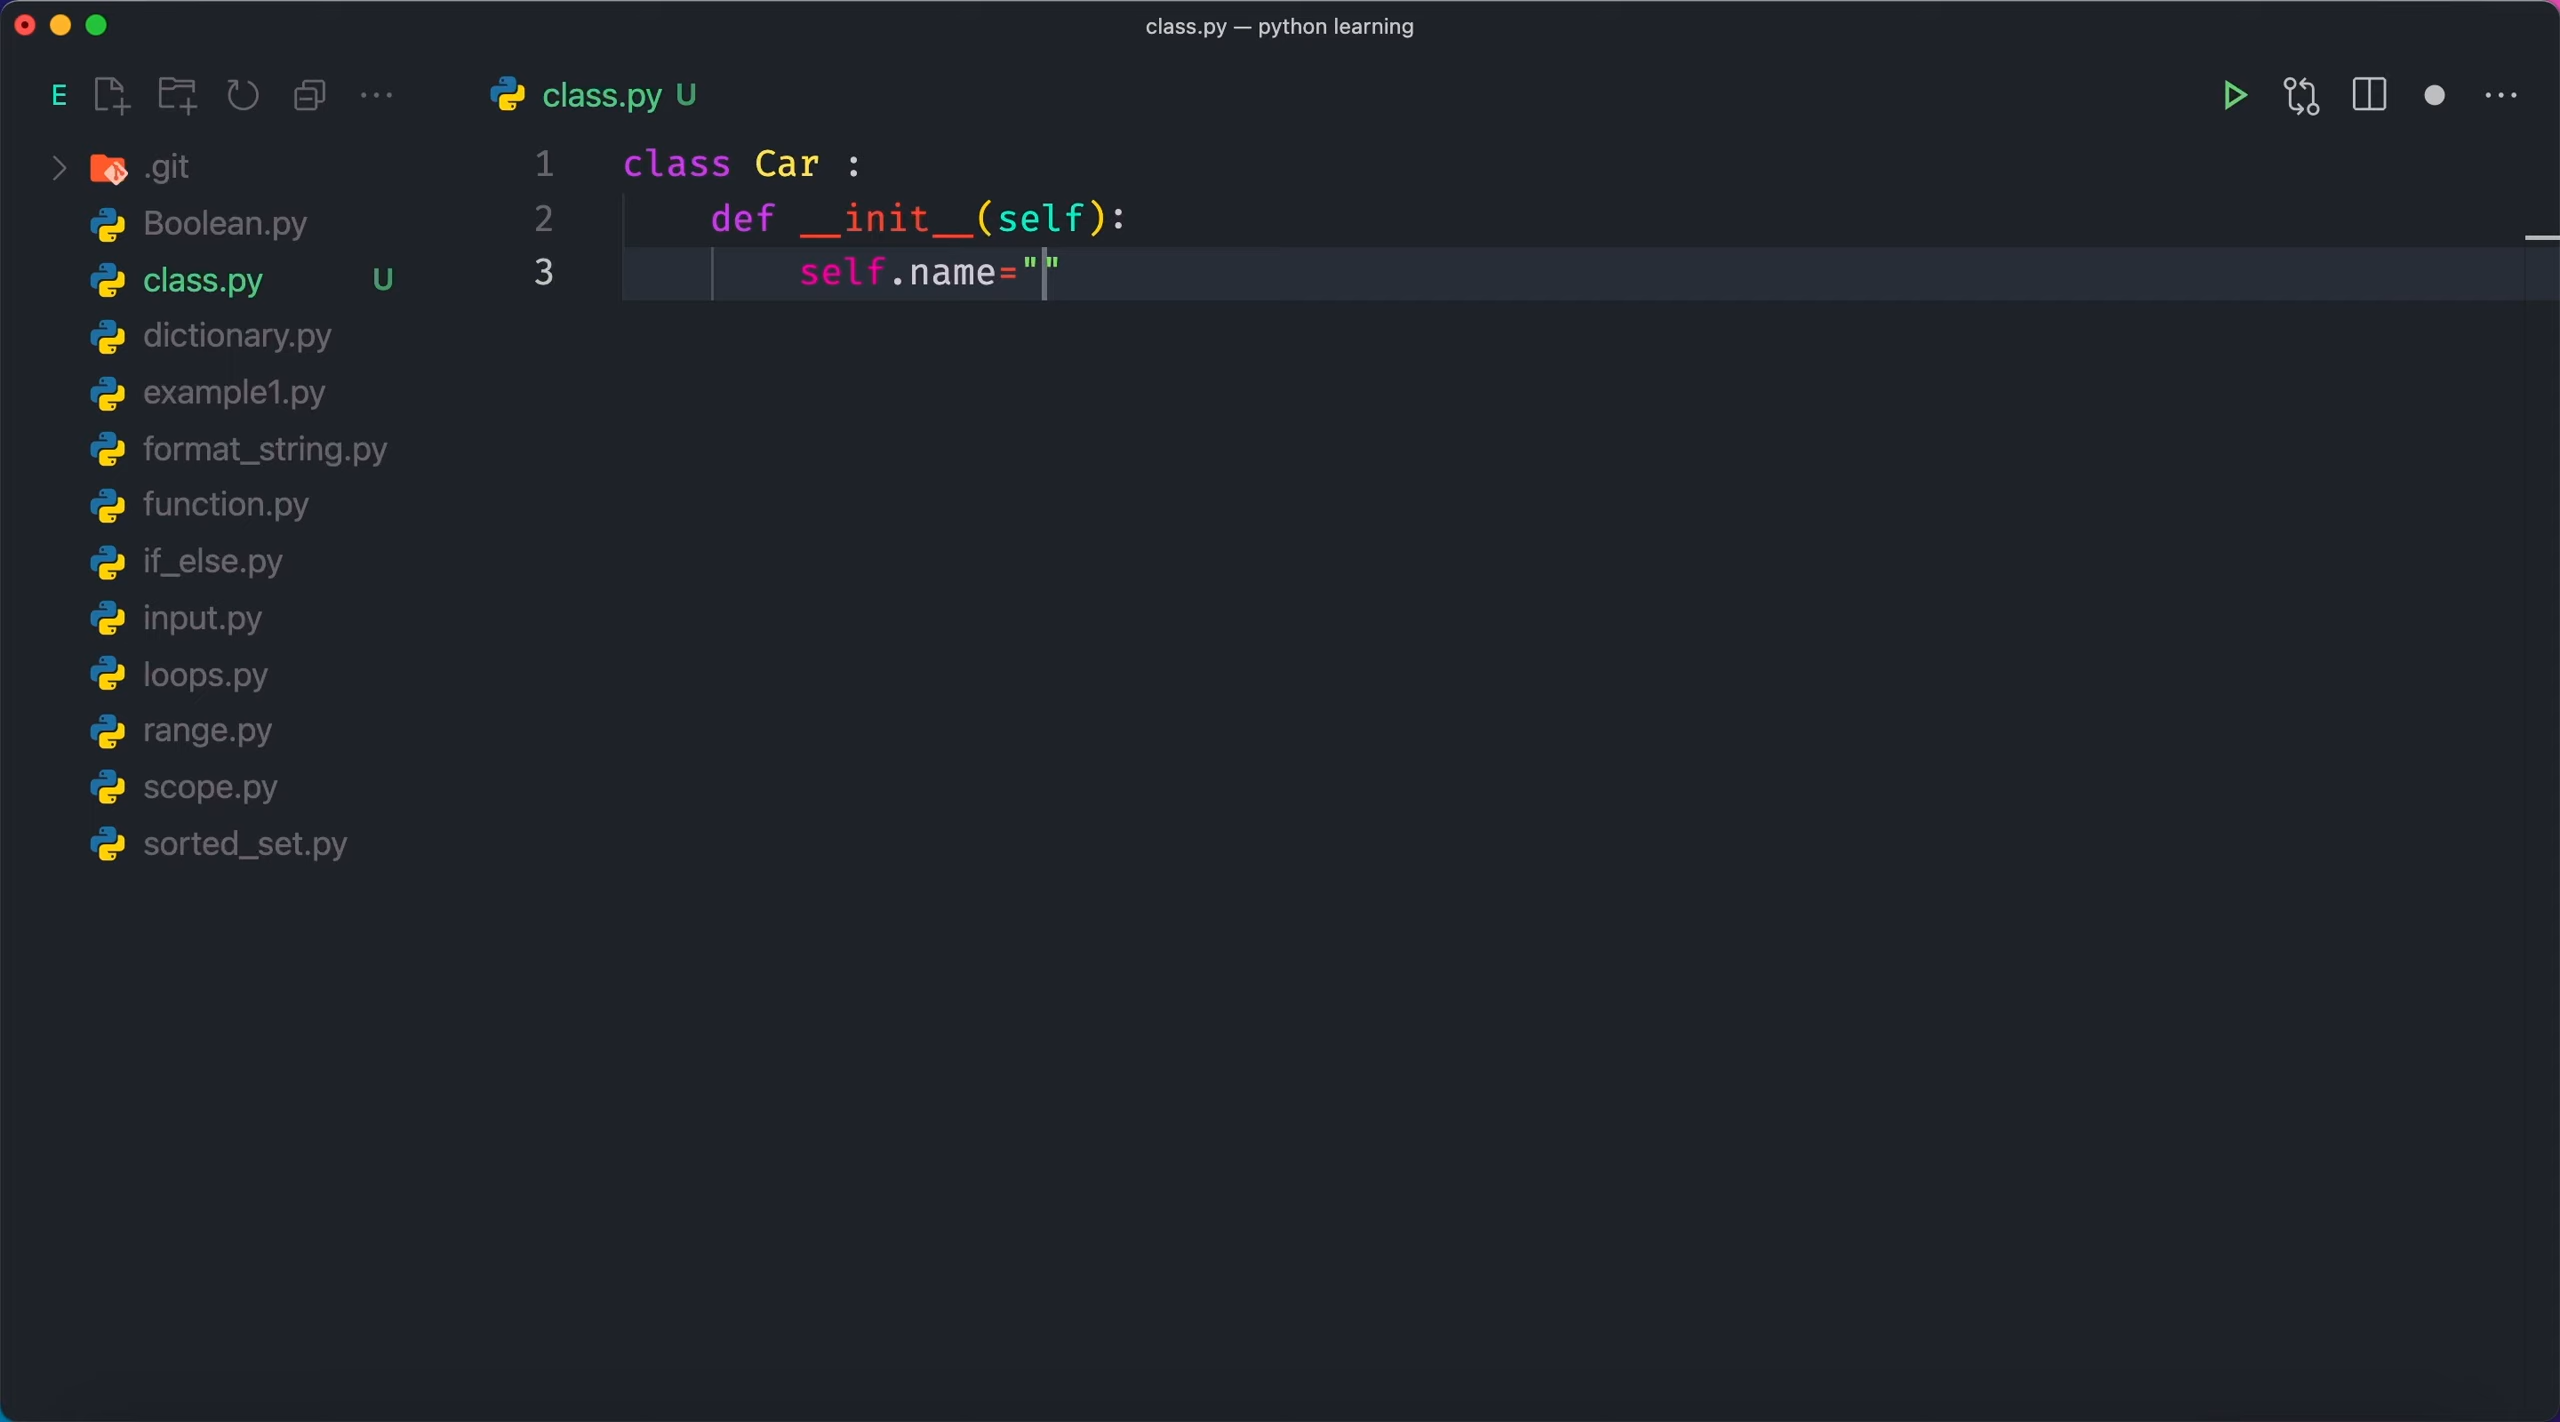 class.py — python learning
E
class.py U
.git
Boolean.py
class.py U
dictionary.py
example1.py
format_string.py
function.py
if_else.py
input.py
loops.py
range.py
scope.py
sorted_set.py
1 class Car :
2 def __init__(self):
3 self.name=""